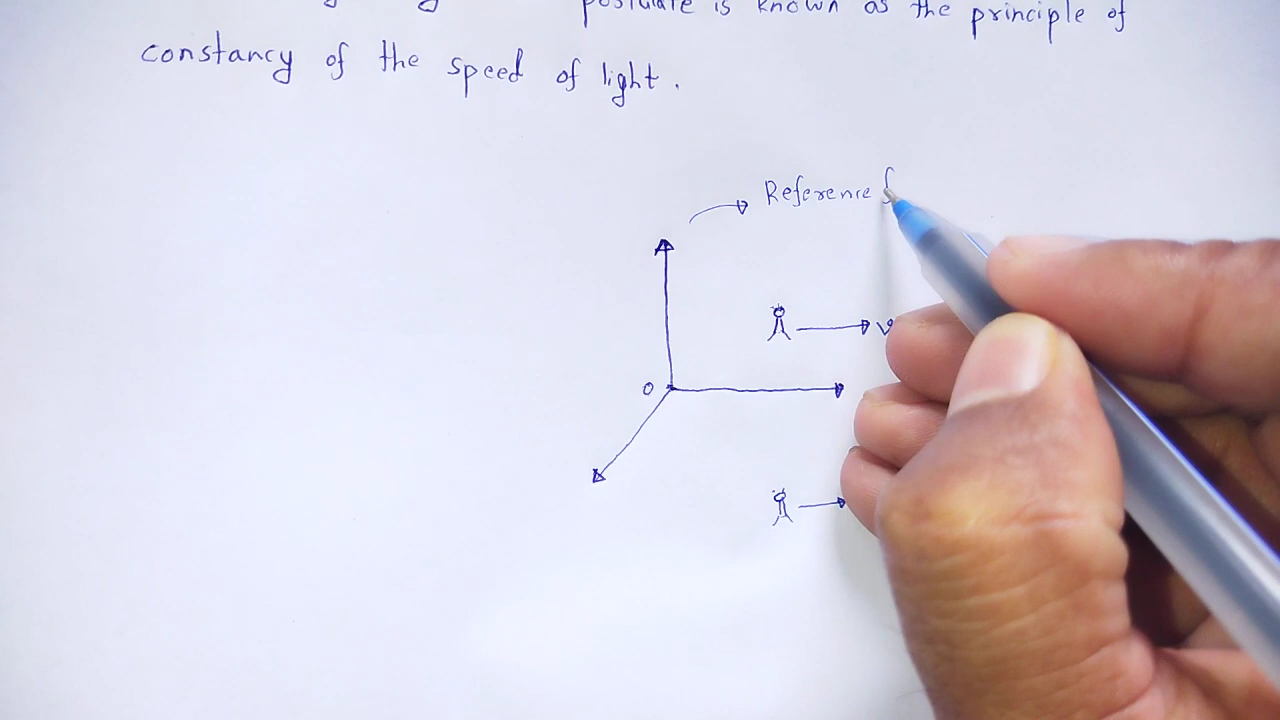 postulate is known as the principle of
constancy of the speed of light.
Reference f
V
O